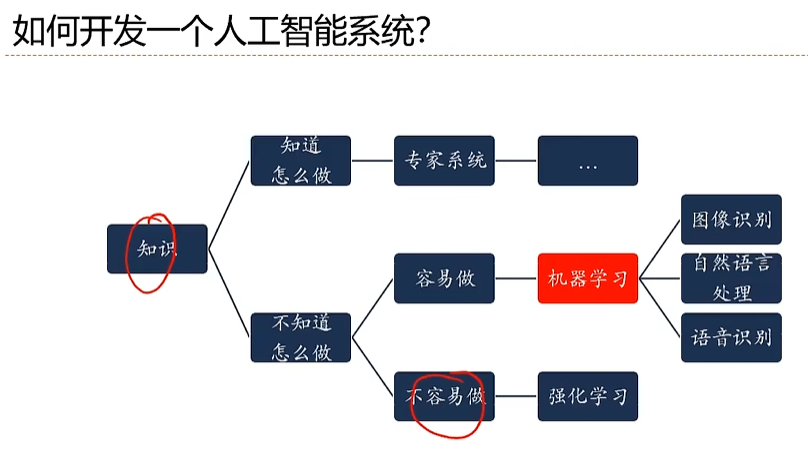 如何开发一个人工智能系统？
知道
怎么做
专家系统
…
知识
图像识别
容易做
机器学习
自然语言
处理
不知道
怎么做
语音识别
不容易做
强化学习